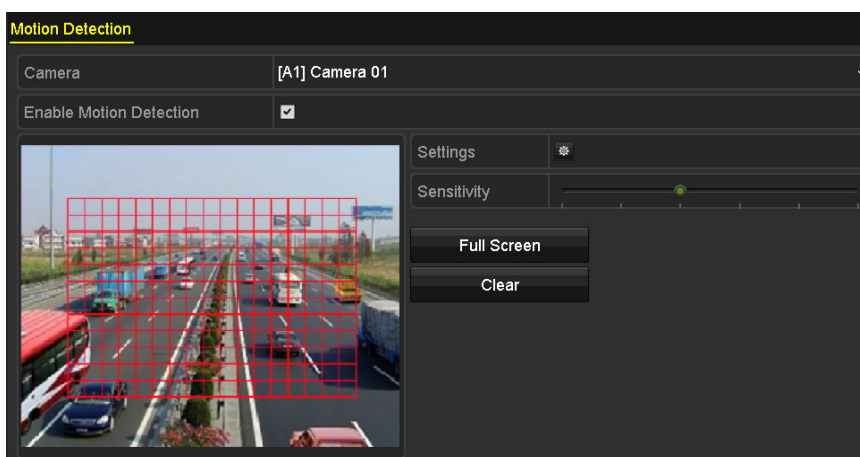 Motion Detection
Camera [A1] Camera 01
Enable Motion Detection
Settings
Sensitivity
Full Screen
Clear